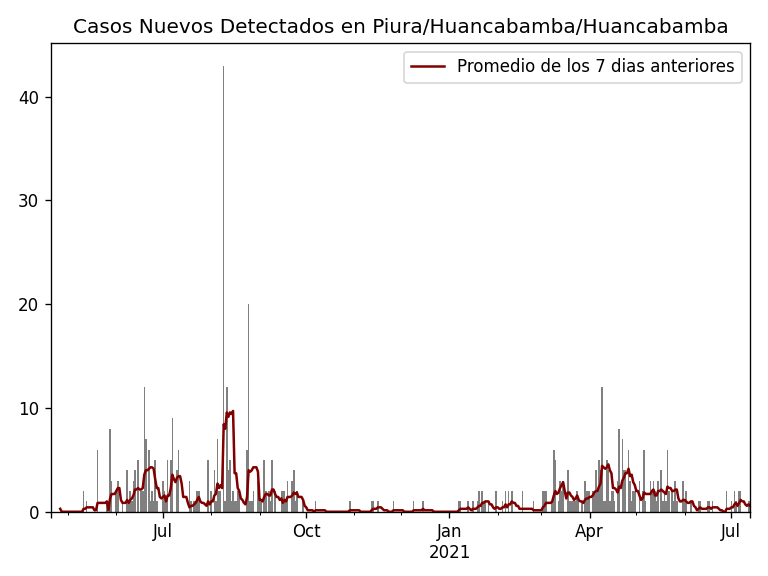 Casos Nuevos Detectados en Piura/Huancabamba/Huancabamba
Promedio de los 7 dias anteriores
40
30
20
10
0
Jul
Oct
Jan
2021
Apr
Jul